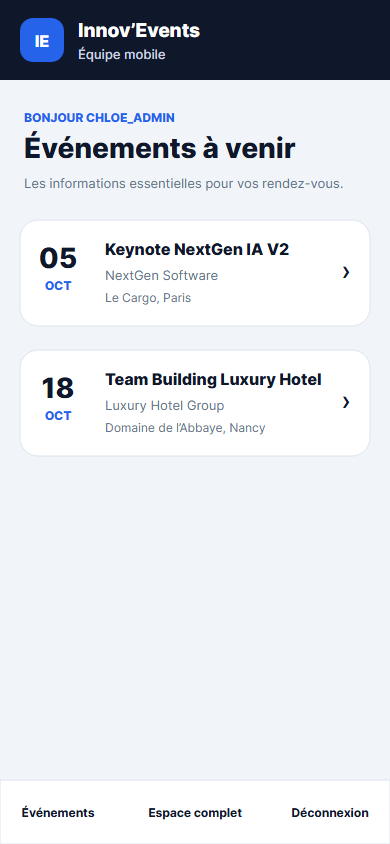 IE
Innov’Events
Équipe mobile
BONJOUR CHLOE_ADMIN
Événements à venir
Les informations essentielles pour vos rendez-vous.
05
OCT
Keynote NextGen IA V2
NextGen Software
Le Cargo, Paris
18
OCT
Team Building Luxury Hotel
Luxury Hotel Group
Domaine de l’Abbaye, Nancy
Événements
Espace complet
Déconnexion